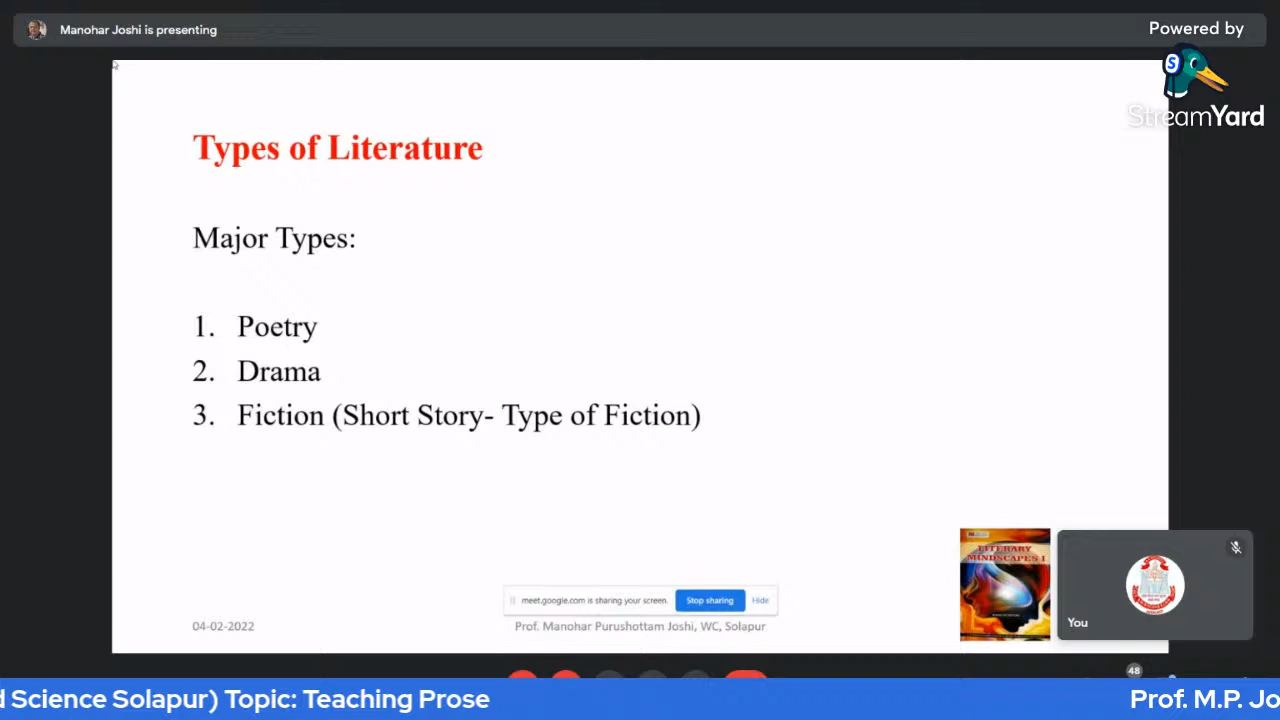 Manohar Joshi is presenting
Powered by
S
StreamYard
Types of Literature
Major Types:
1. Poetry
2. Drama
3. Fiction (Short Story- Type of Fiction)
LITERARY
MINDSCAPES I
meet.google.com is sharing your screen.
Stop sharing
Hide
You
04-02-2022
Prof. Manohar Purushottam Joshi, WC, Solapur
48
d Science Solapur) Topic: Teaching Prose
Prof. M.P. Jo